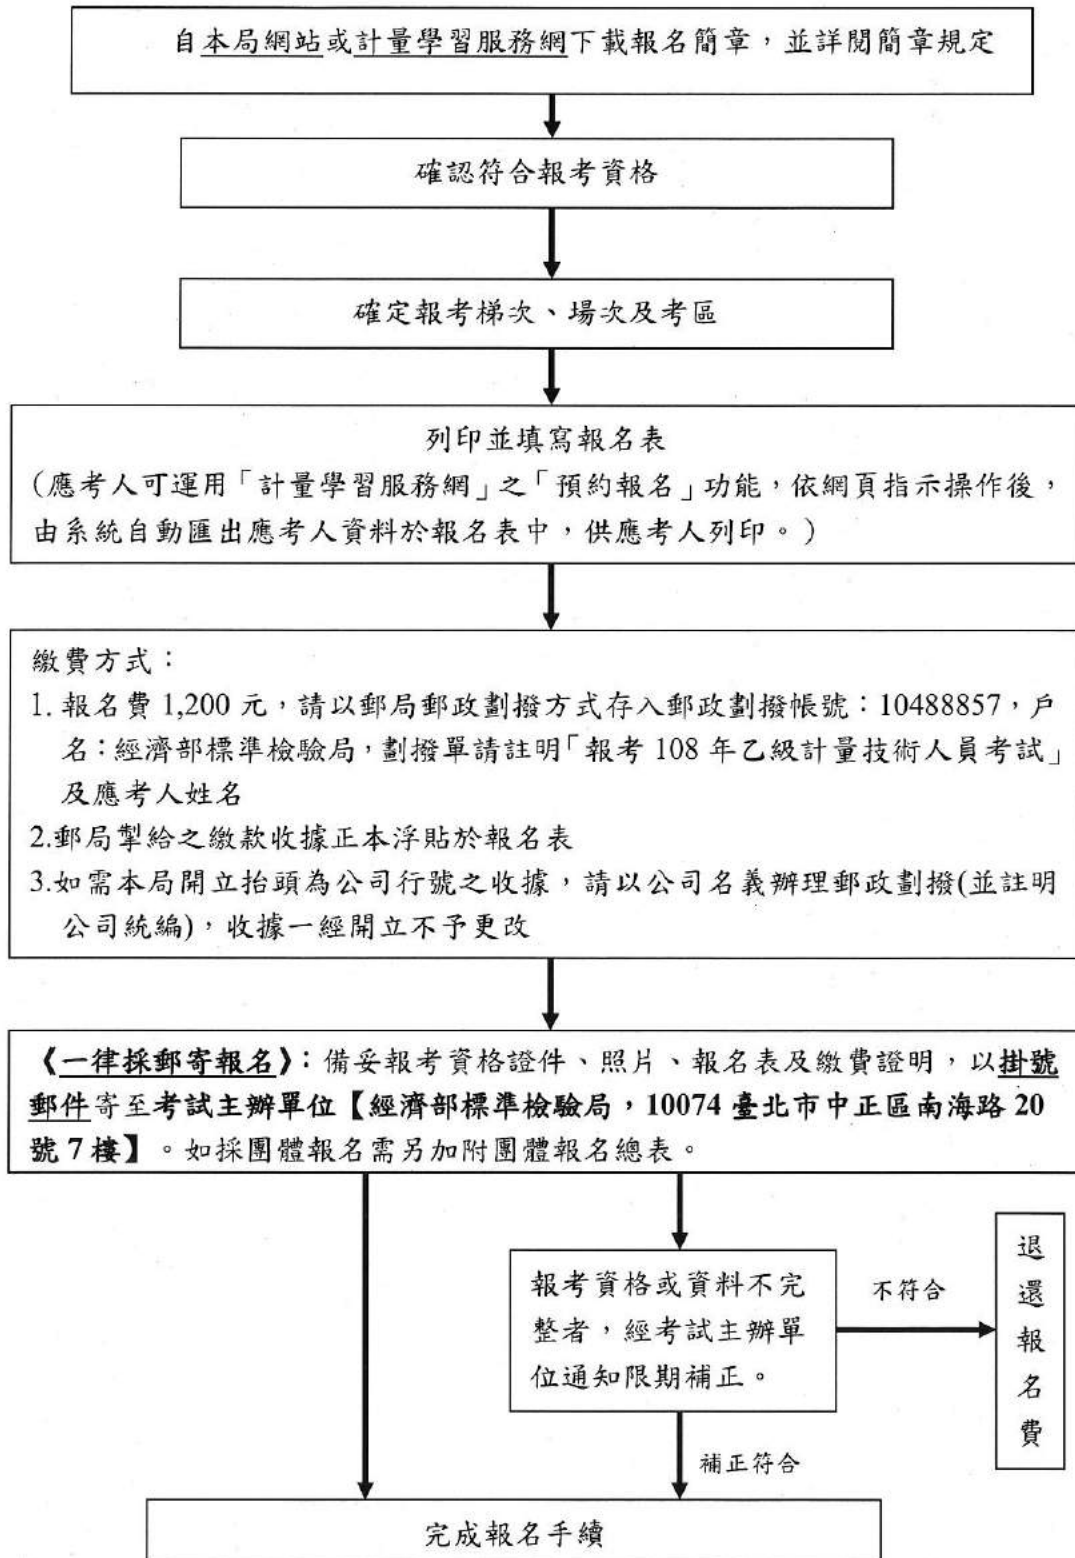 自本局網站或計量學習服務網下載報名簡章，並詳閱簡章規定
確認符合報考資格
確定報考梯次、場次及考區
列印並填寫報名表
(應考人可運用「計量學習服務網」之「預約報名」功能，依網頁指示操作後，
由系統自動匯出應考人資料於報名表中，供應考人列印。)
繳費方式：
1. 報名費 1,200 元，請以郵局郵政劃撥方式存入郵政劃撥帳號：10488857，戶
名：經濟部標準檢驗局，劃撥單請註明「報考 108 年乙級計量技術人員考試」
及應考人姓名
2.郵局掣給之繳款收據正本浮貼於報名表
3.如需本局開立抬頭為公司行號之收據，請以公司名義辦理郵政劃撥(並註明
公司統編)，收據一經開立不予更改
《一律採郵寄報名》：備妥報考資格證件、照片、報名表及繳費證明，以掛號
郵件寄至考試主辦單位【經濟部標準檢驗局，10074 臺北市中正區南海路 20
號 7 樓】。如採團體報名需另加附團體報名總表。
報考資格或資料不完
整者，經考試主辦單
位通知限期補正。
不符合
退
還
報
名
費
補正符合
完成報名手續